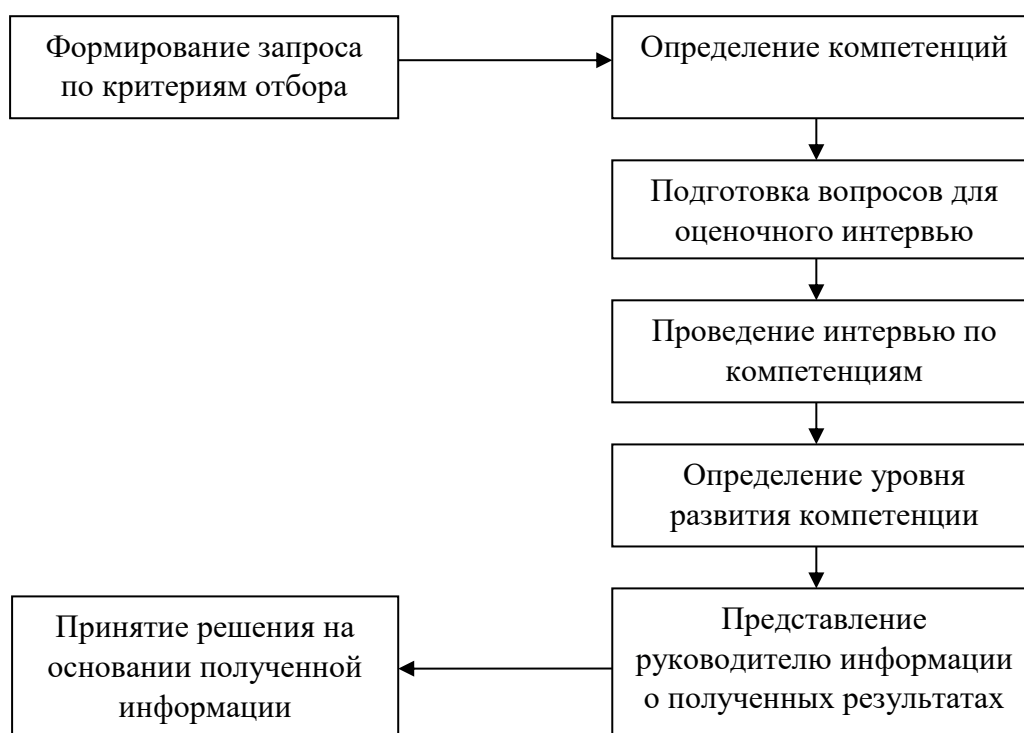 Формирование запроса
по критериям отбора
Определение компетенций
Подготовка вопросов для
оценочного интервью
Проведение интервью по
компетенциям
Определение уровня
развития компетенции
Представление
руководителю информации
о полученных результатах
Принятие решения на
основании полученной
информации